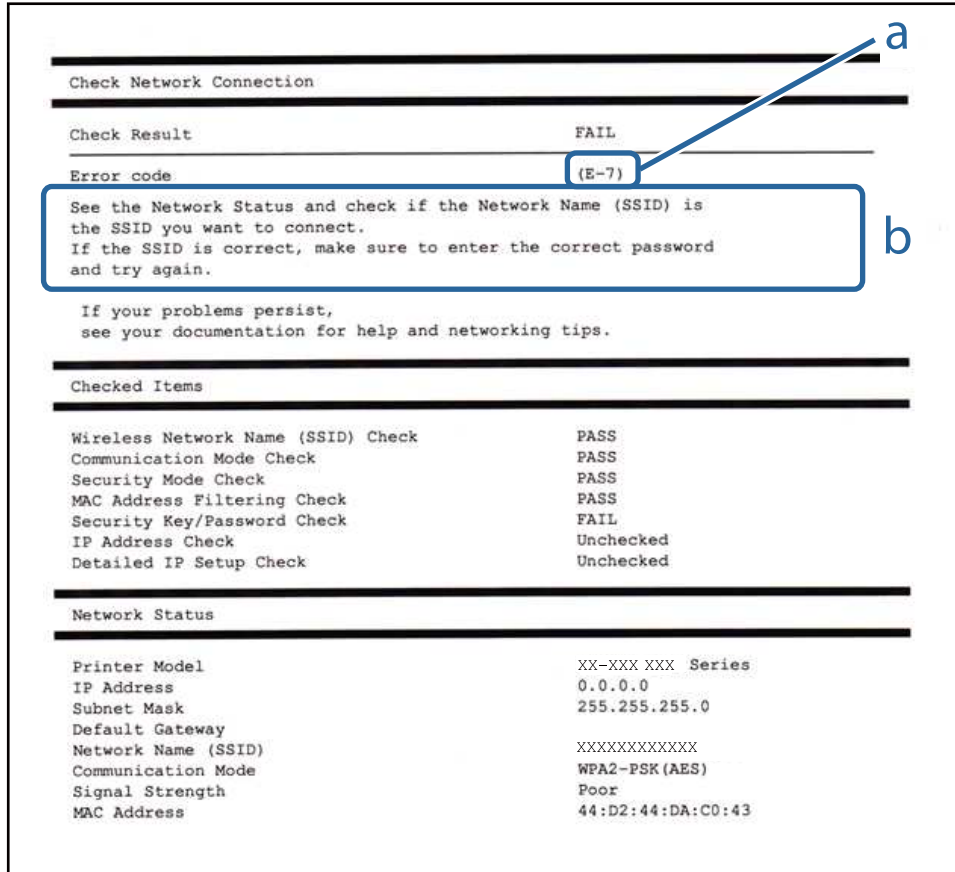 a
Check Network Connection
Check Result FAIL
Error code (E-7)
See the Network Status and check if the Network Name (SSID) is
the SSID you want to connect.
If the SSID is correct, make sure to enter the correct password
and try again.
b
If your problems persist,
see your documentation for help and networking tips.
Checked Items
Wireless Network Name (SSID) Check PASS
Communication Mode Check PASS
Security Mode Check PASS
MAC Address Filtering Check PASS
Security Key/Password Check FAIL
IP Address Check Unchecked
Detailed IP Setup Check Unchecked
Network Status
Printer Model XX-XXX XXX Series
IP Address 0.0.0.0
Subnet Mask 255.255.255.0
Default Gateway
Network Name (SSID) XXXXXXXXXXXX
Communication Mode WPA2-PSK(AES)
Signal Strength Poor
MAC Address 44:D2:44:DA:C0:43